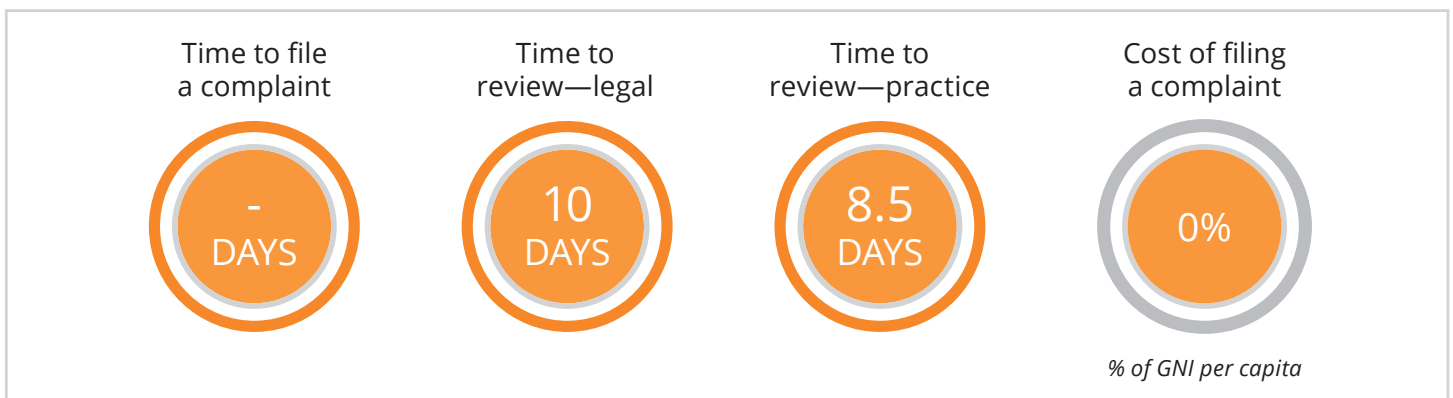 Time to file
a complaint
Time to
review—legal
Time to
review—practice
Cost of filing
a complaint
-
DAYS
10
DAYS
8.5
DAYS
0%
% of GNI per capita